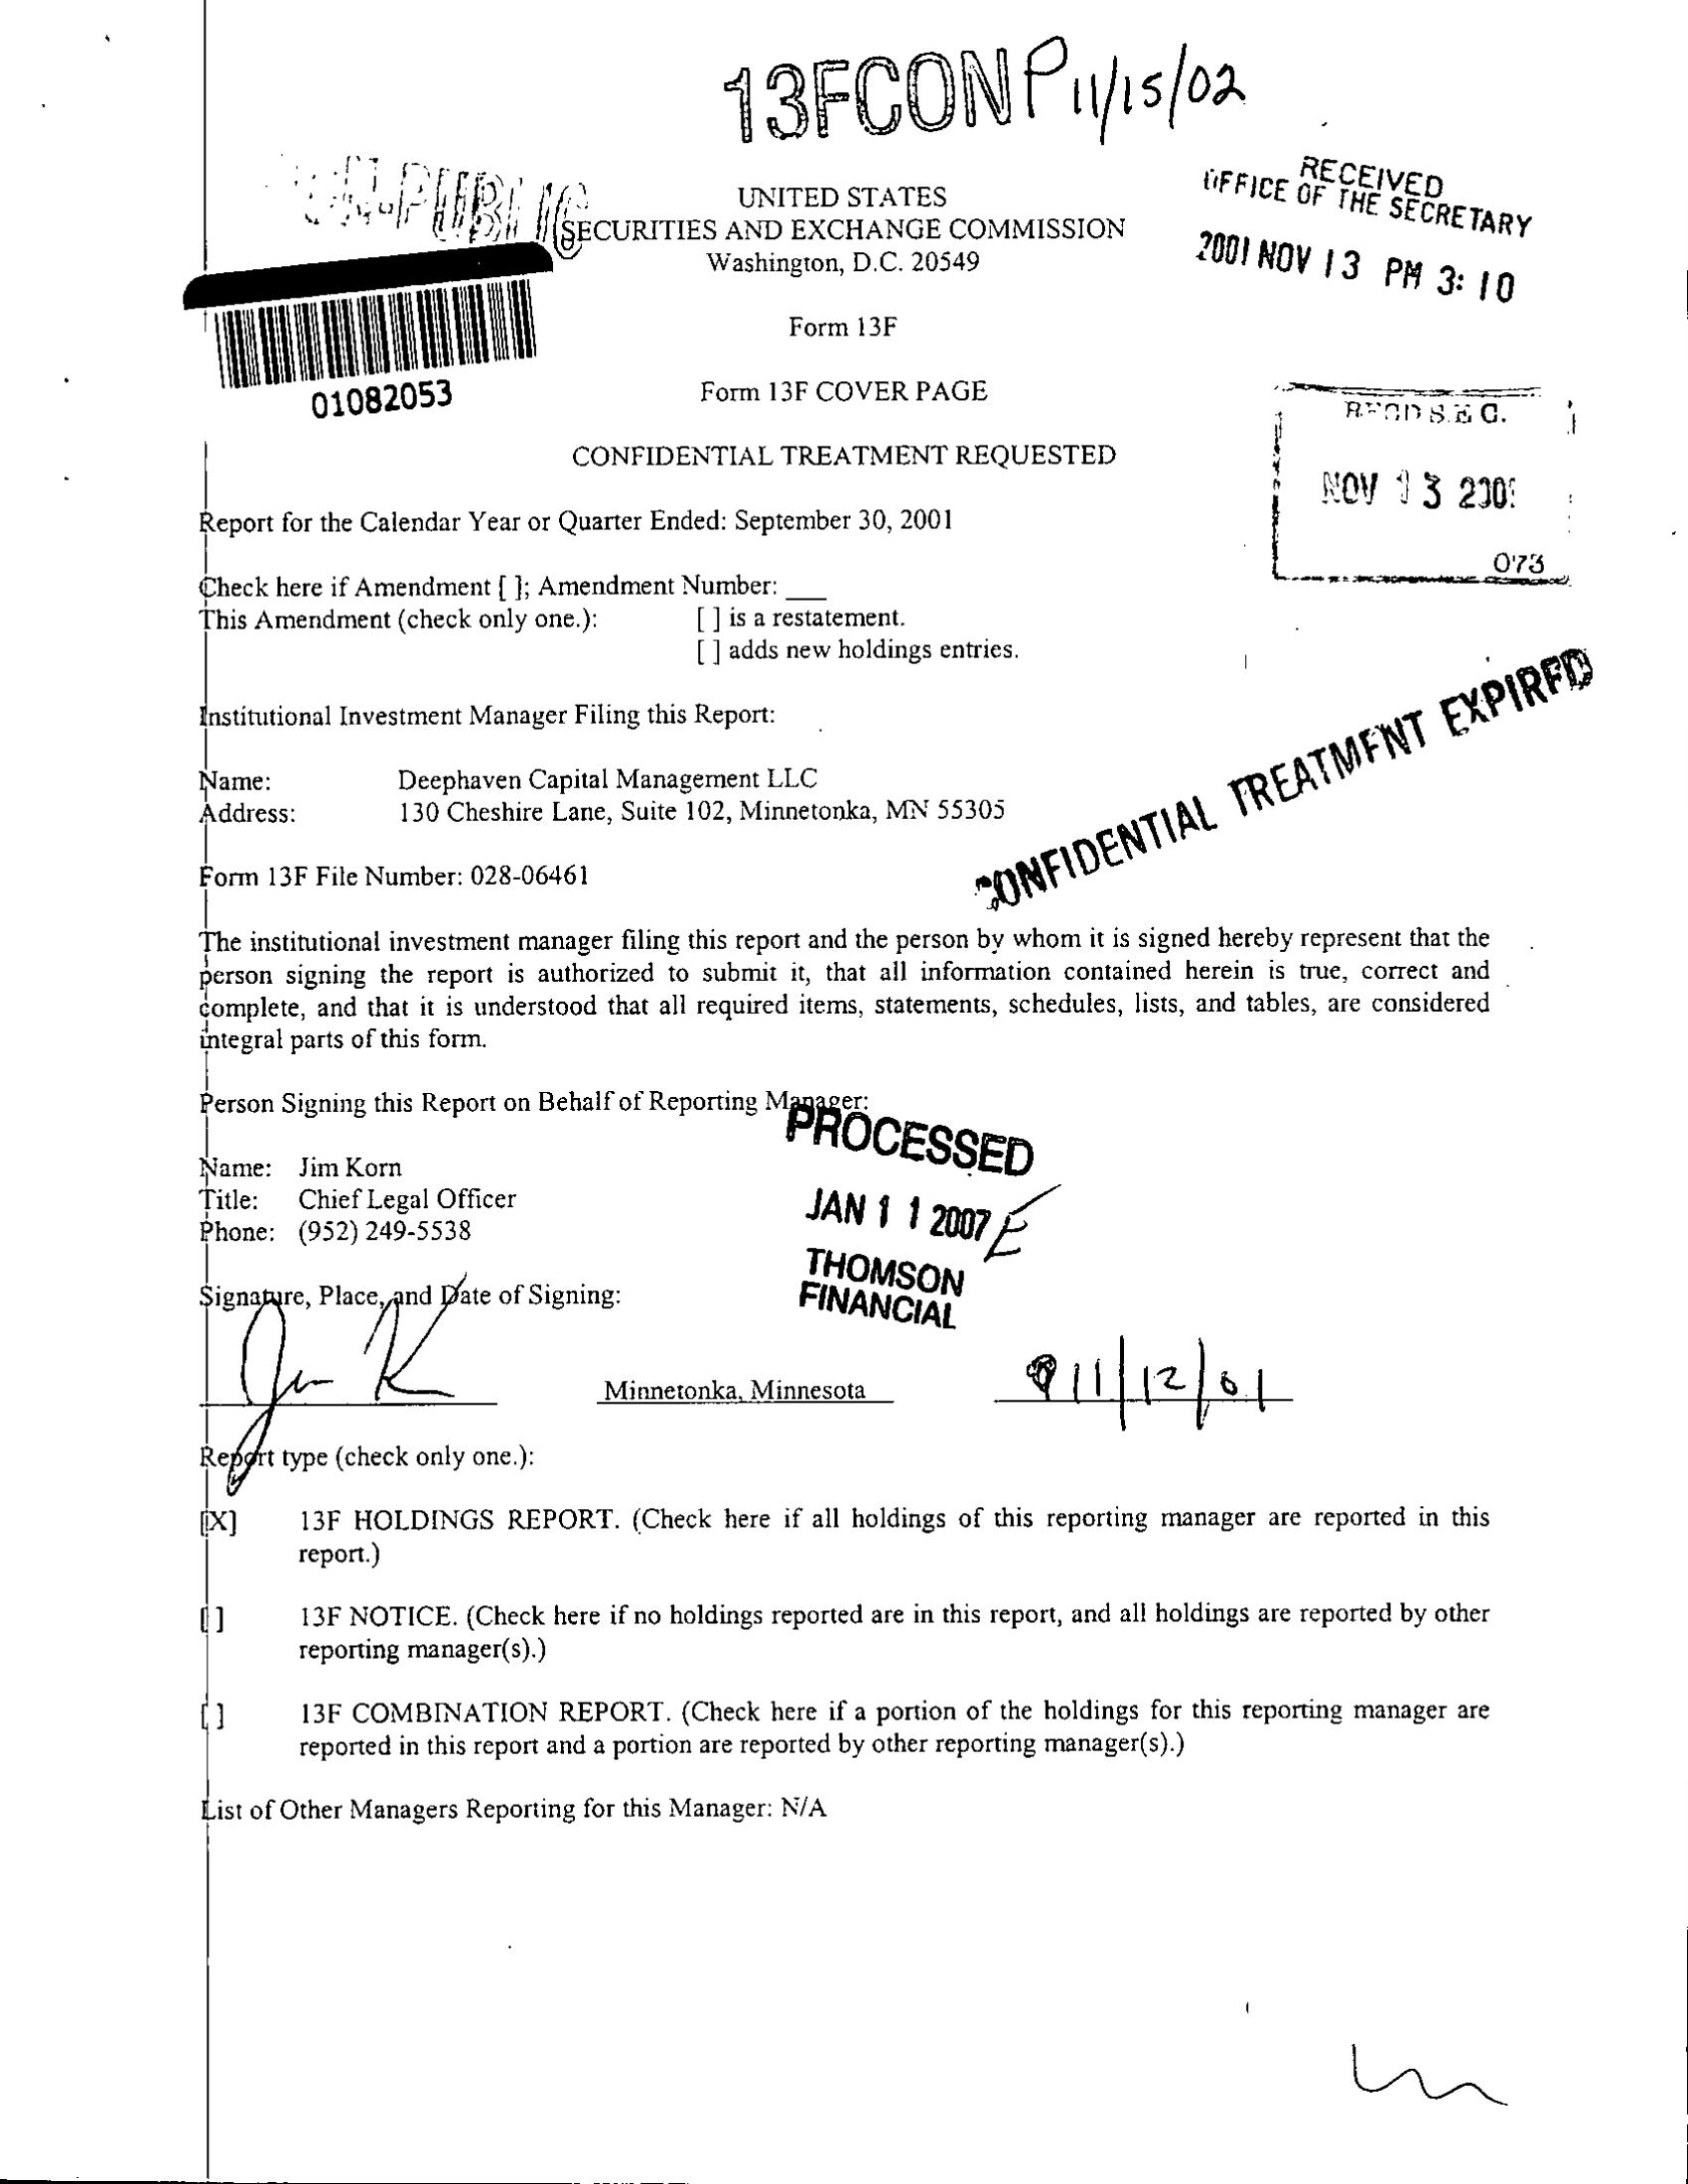 13FCON P 11/15/02
RECEIVED
OFFICE OF THE SECRETARY
2001 NOV 13 PM 3:10
UNITED STATES
SECURITIES AND EXCHANGE COMMISSION
Washington, D.C. 20549
Form 13F
01082053
Form 13F COVER PAGE
CONFIDENTIAL TREATMENT REQUESTED
S.E.C.
NOV 13 200
073
Report for the Calendar Year or Quarter Ended: September 30, 2001
Check here if Amendment [ ]; Amendment Number: ___
This Amendment (check only one.): [ ] is a restatement.
[ ] adds new holdings entries.
CONFIDENTIAL TREATMENT EXPIRED
Institutional Investment Manager Filing this Report:
Name: Deephaven Capital Management LLC
Address: 130 Cheshire Lane, Suite 102, Minnetonka, MN 55305
Form 13F File Number: 028-06461
The institutional investment manager filing this report and the person by whom it is signed hereby represent that the
person signing the report is authorized to submit it, that all information contained herein is true, correct and
complete, and that it is understood that all required items, statements, schedules, lists, and tables, are considered
integral parts of this form.
Person Signing this Report on Behalf of Reporting Manager:
PROCESSED
JAN 11 2007 E
THOMSON
FINANCIAL
Name: Jim Korn
Title: Chief Legal Officer
Phone: (952) 249-5538
Signature, Place, and Date of Signing:
Minnetonka, Minnesota 11/12/01
Report type (check only one.):
[X] 13F HOLDINGS REPORT. (Check here if all holdings of this reporting manager are reported in this
report.)
[ ] 13F NOTICE. (Check here if no holdings reported are in this report, and all holdings are reported by other
reporting manager(s).)
[ ] 13F COMBINATION REPORT. (Check here if a portion of the holdings for this reporting manager are
reported in this report and a portion are reported by other reporting manager(s).)
List of Other Managers Reporting for this Manager: N/A